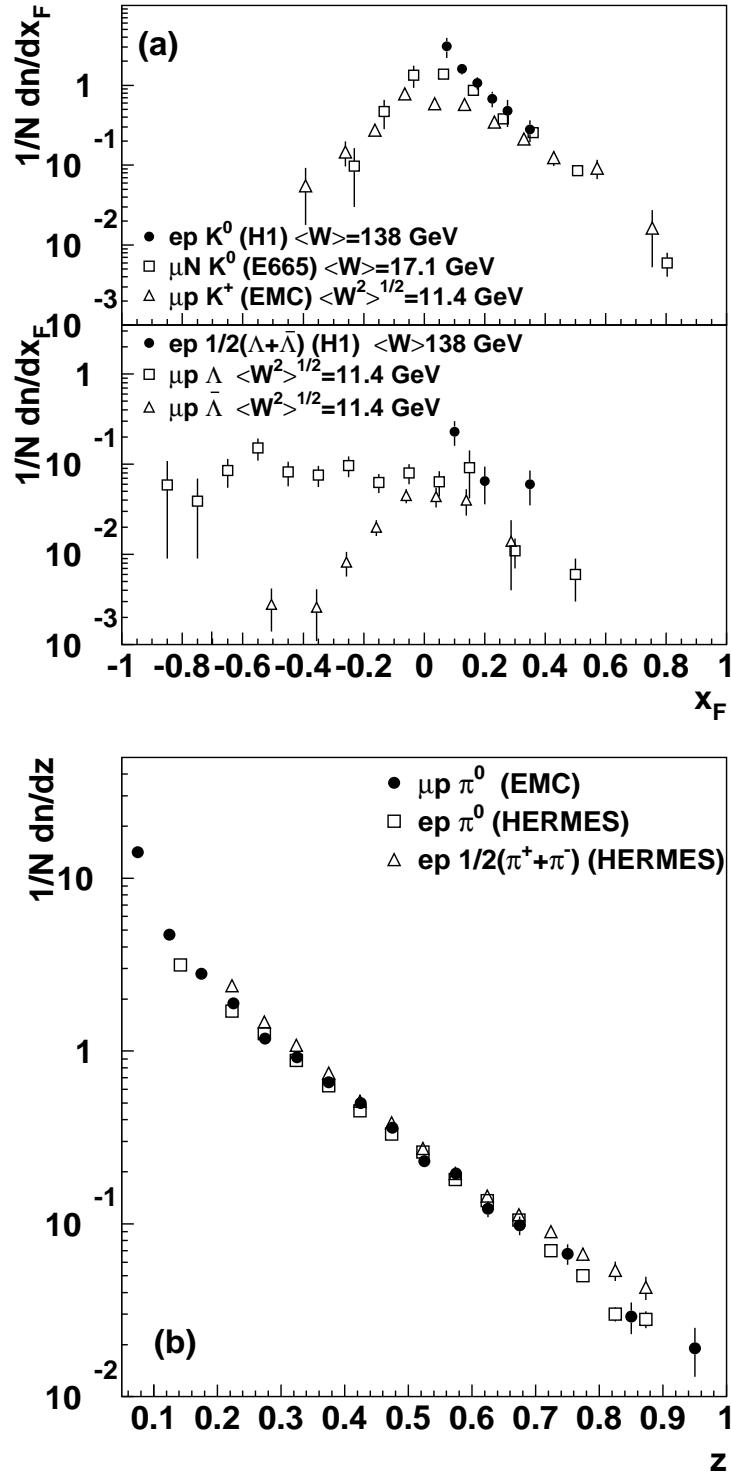 (a)
1/N dn/dx_F
1
10^-1
10^-2
10^-3
ep K^0 (H1) <W>=138 GeV
μN K^0 (E665) <W>=17.1 GeV
μp K^+ (EMC) <W^2>^1/2=11.4 GeV
ep 1/2(Λ+Λ̄) (H1) <W>138 GeV
μp Λ <W^2>^1/2=11.4 GeV
μp Λ̄ <W^2>^1/2=11.4 GeV
1/N dn/dx_F
1
10^-1
10^-2
10^-3
-1 -0.8 -0.6 -0.4 -0.2 0 0.2 0.4 0.6 0.8 1
x_F
1/N dn/dz
μp π^0 (EMC)
ep π^0 (HERMES)
ep 1/2(π^+ +π^-) (HERMES)
10
1
10^-1
10^-2
(b)
0.1 0.2 0.3 0.4 0.5 0.6 0.7 0.8 0.9 1
z